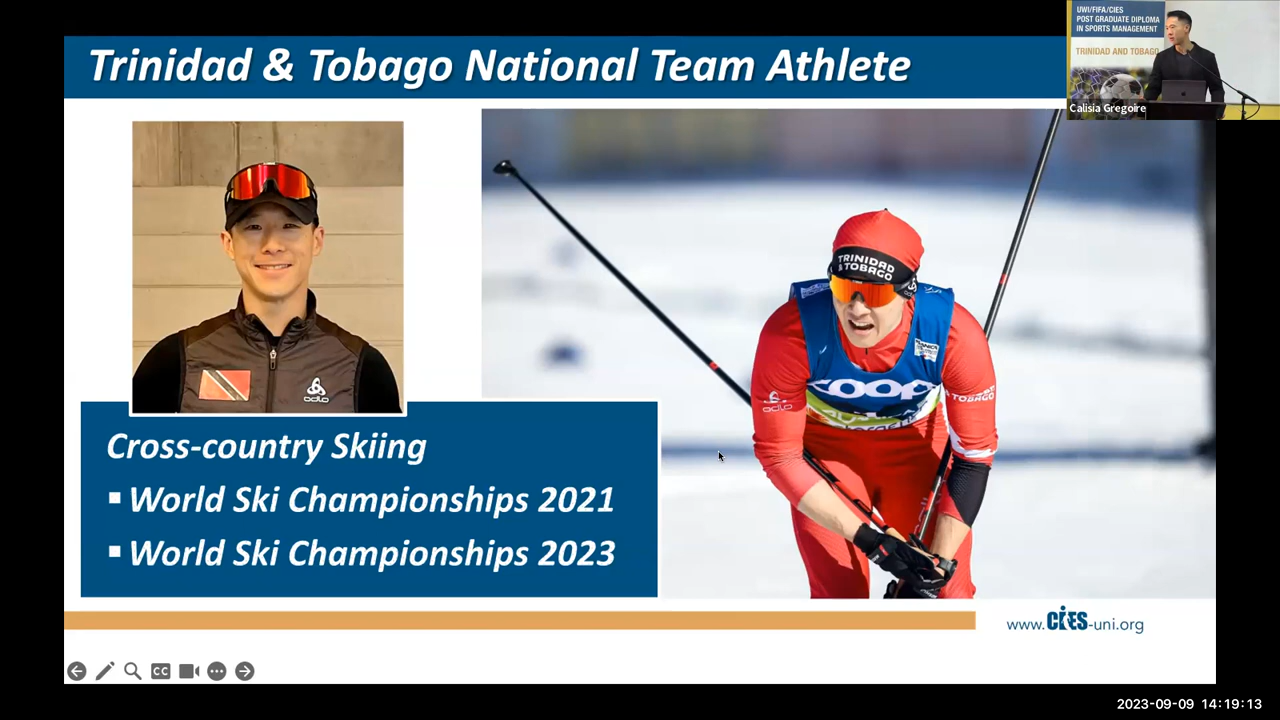 Trinidad & Tobago National Team Athlete
UWI/FIFA/CIES
POST GRADUATE DIPLOMA
IN SPORTS MANAGEMENT
TRINIDAD AND TOBAGO
Calisia Gregoire
TRINIDAD
& TOBAGO
coop
odlo
TOBAGO
odlo
Cross-country Skiing
▪ World Ski Championships 2021
▪ World Ski Championships 2023
www.CIES-uni.org
CC
2023-09-09 14:19:13